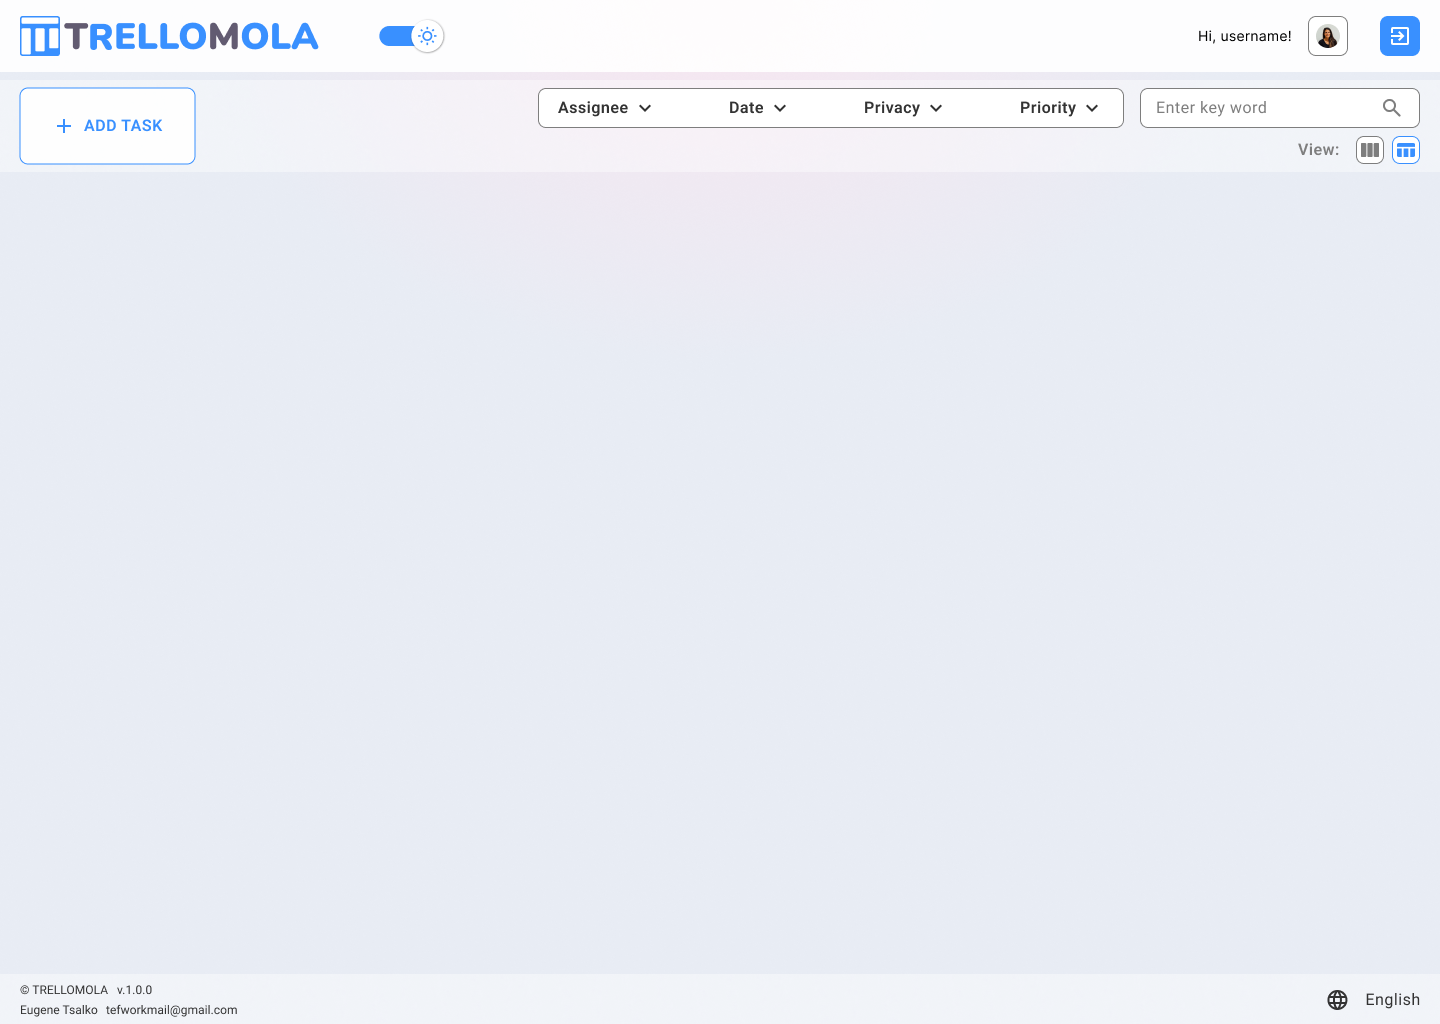 TRELLOMOLA
Hi, username!
ADD TASK
Assignee Date Privacy Priority
Enter key word
View:
© TRELLOMOLA v.1.0.0
Eugene Tsalko tefworkmail@gmail.com
English